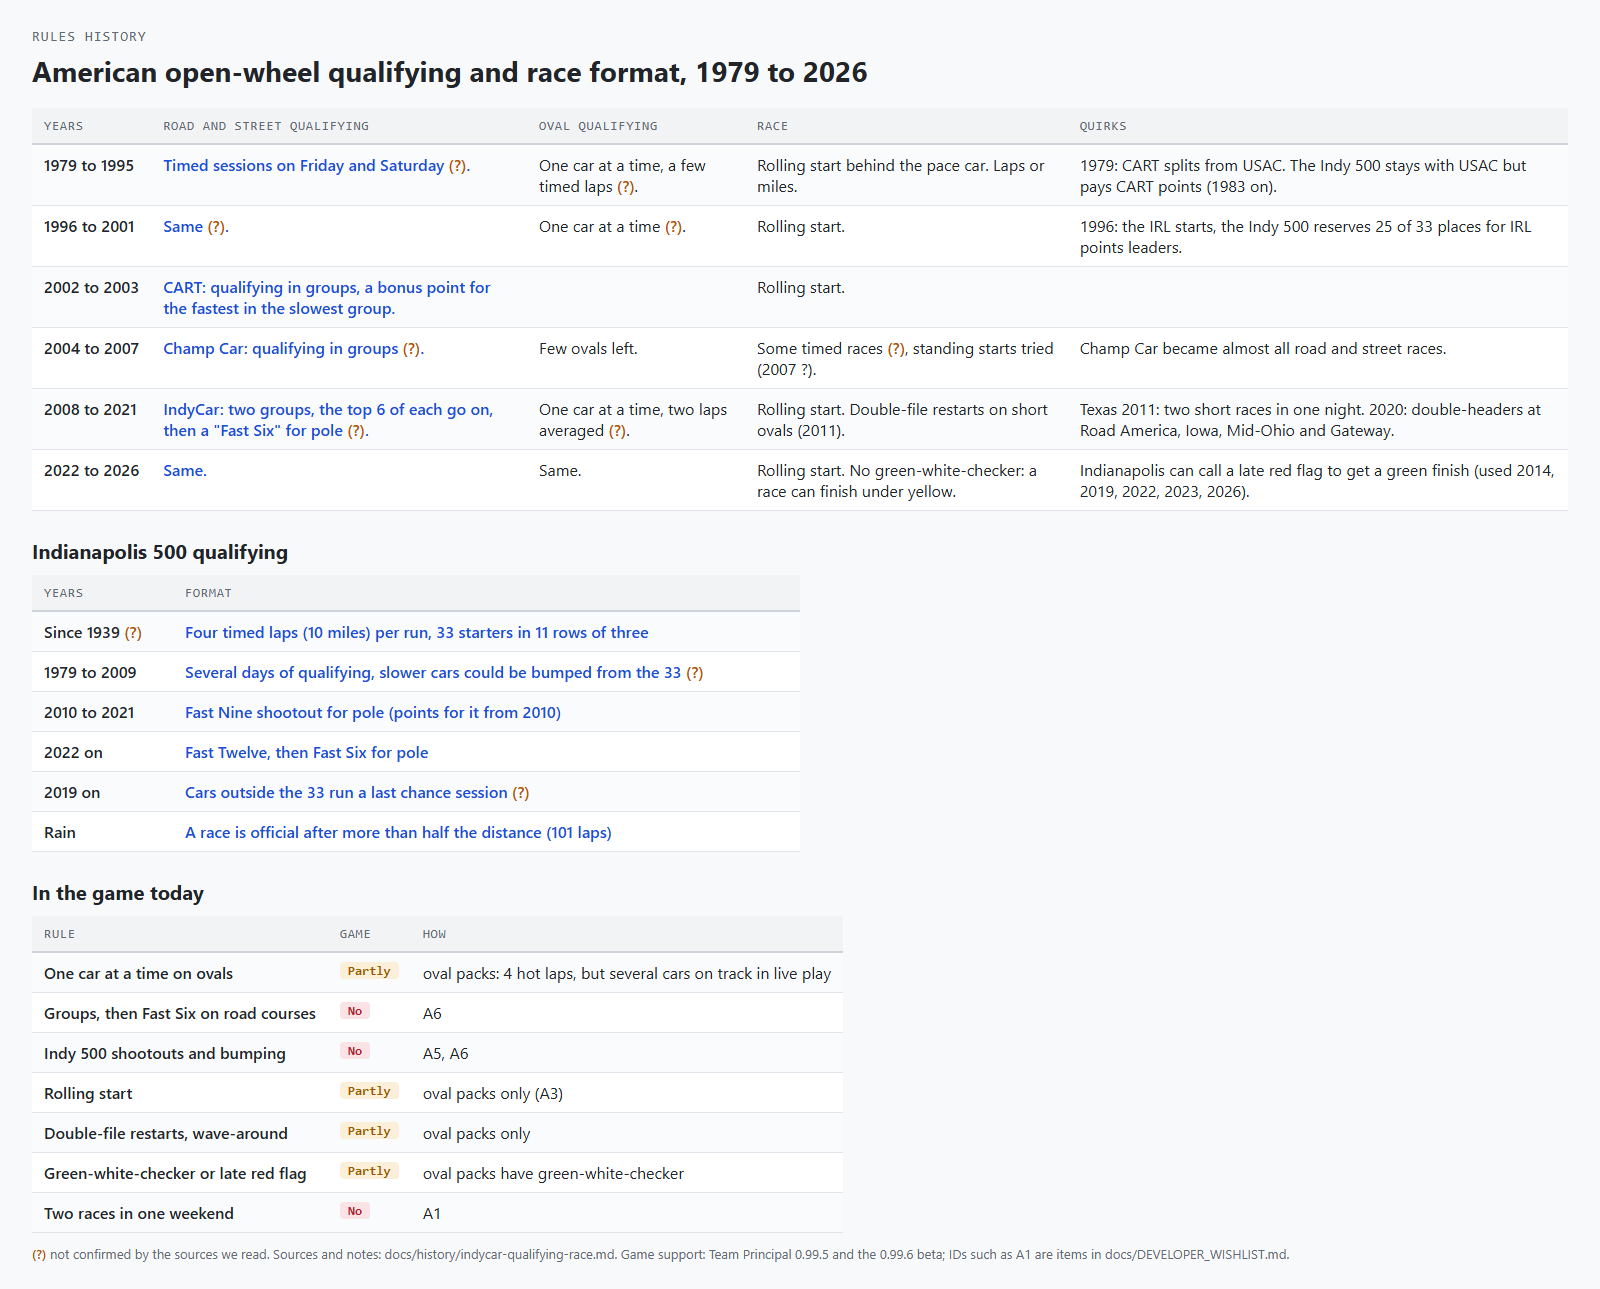 RULES HISTORY
American open-wheel qualifying and race format, 1979 to 2026
YEARS ROAD AND STREET QUALIFYING OVAL QUALIFYING RACE QUIRKS
1979 to 1995 Timed sessions on Friday and Saturday (?). One car at a time, a few timed laps (?). Rolling start behind the pace car. Laps or miles. 1979: CART splits from USAC. The Indy 500 stays with USAC but pays CART points (1983 on).
1996 to 2001 Same (?). One car at a time (?). Rolling start. 1996: the IRL starts, the Indy 500 reserves 25 of 33 places for IRL points leaders.
2002 to 2003 CART: qualifying in groups, a bonus point for the fastest in the slowest group. Rolling start.
2004 to 2007 Champ Car: qualifying in groups (?). Few ovals left. Some timed races (?), standing starts tried (2007 ?). Champ Car became almost all road and street races.
2008 to 2021 IndyCar: two groups, the top 6 of each go on, then a "Fast Six" for pole (?). One car at a time, two laps averaged (?). Rolling start. Double-file restarts on short ovals (2011). Texas 2011: two short races in one night. 2020: double-headers at Road America, Iowa, Mid-Ohio and Gateway.
2022 to 2026 Same. Same. Rolling start. No green-white-checker: a race can finish under yellow. Indianapolis can call a late red flag to get a green finish (used 2014, 2019, 2022, 2023, 2026).
Indianapolis 500 qualifying
YEARS FORMAT
Since 1939 (?) Four timed laps (10 miles) per run, 33 starters in 11 rows of three
1979 to 2009 Several days of qualifying, slower cars could be bumped from the 33 (?)
2010 to 2021 Fast Nine shootout for pole (points for it from 2010)
2022 on Fast Twelve, then Fast Six for pole
2019 on Cars outside the 33 run a last chance session (?)
Rain A race is official after more than half the distance (101 laps)
In the game today
RULE GAME HOW
One car at a time on ovals Partly oval packs: 4 hot laps, but several cars on track in live play
Groups, then Fast Six on road courses No A6
Indy 500 shootouts and bumping No A5, A6
Rolling start Partly oval packs only (A3)
Double-file restarts, wave-around Partly oval packs only
Green-white-checker or late red flag Partly oval packs have green-white-checker
Two races in one weekend No A1
(?) not confirmed by the sources we read. Sources and notes: docs/history/indycar-qualifying-race.md. Game support: Team Principal 0.99.5 and the 0.99.6 beta; IDs such as A1 are items in docs/DEVELOPER_WISHLIST.md.